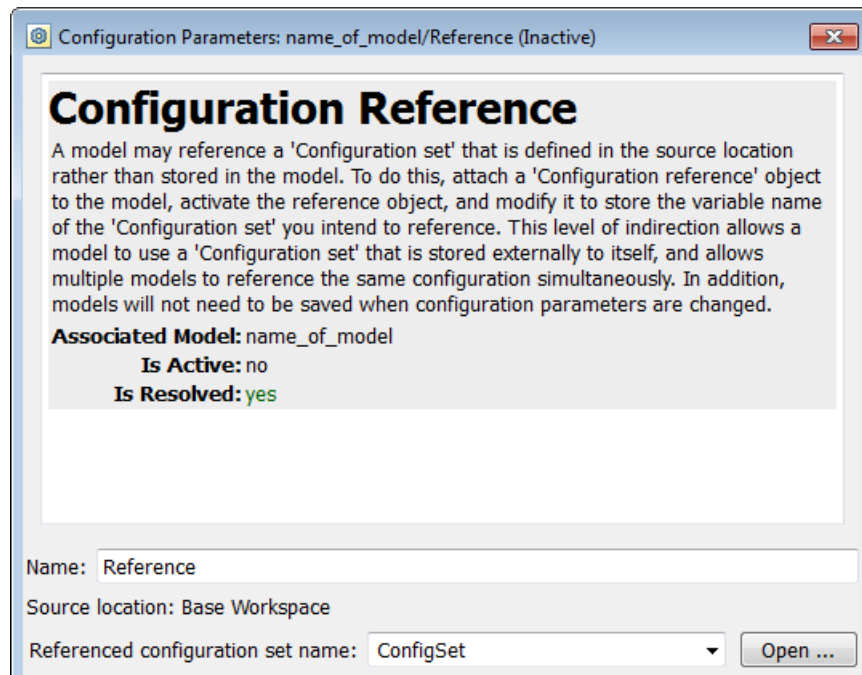 Configuration Parameters: name_of_model/Reference (Inactive)
Configuration Reference
A model may reference a 'Configuration set' that is defined in the source location
rather than stored in the model. To do this, attach a 'Configuration reference' object
to the model, activate the reference object, and modify it to store the variable name
of the 'Configuration set' you intend to reference. This level of indirection allows a
model to use a 'Configuration set' that is stored externally to itself, and allows
multiple models to reference the same configuration simultaneously. In addition,
models will not need to be saved when configuration parameters are changed.
Associated Model: name_of_model
Is Active: no
Is Resolved: yes
Name: Reference
Source location: Base Workspace
Referenced configuration set name: ConfigSet Open ...